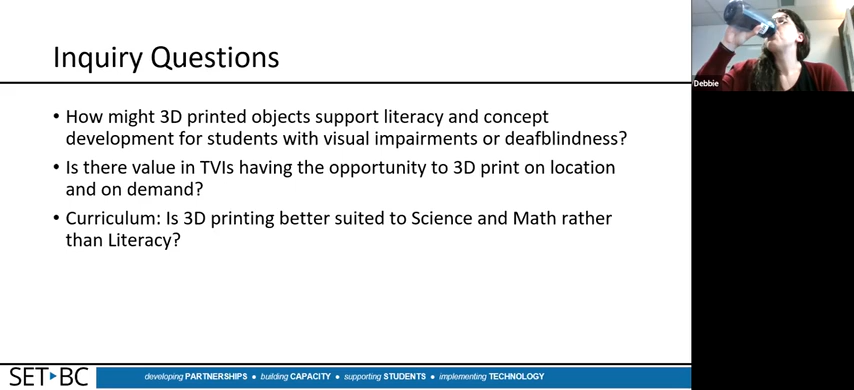 Inquiry Questions
• How might 3D printed objects support literacy and concept
development for students with visual impairments or deafblindness?
• Is there value in TVIs having the opportunity to 3D print on location
and on demand?
• Curriculum: Is 3D printing better suited to Science and Math rather
than Literacy?
Debbie
SET▸BC
developing PARTNERSHIPS ● building CAPACITY ● supporting STUDENTS ● implementing TECHNOLOGY